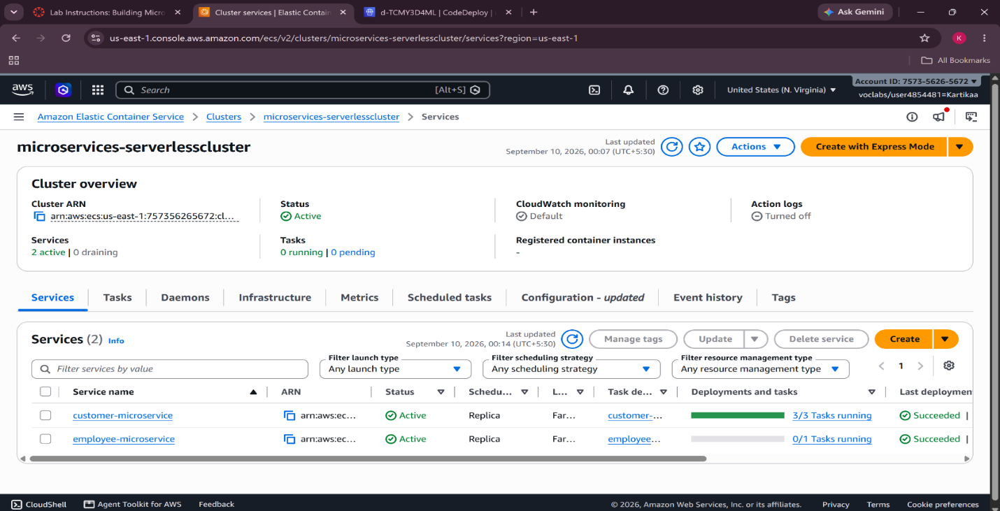 Lab Instructions: Building Micro
Cluster services | Elastic Contain
d-TCMY3D4ML | CodeDeploy |
Ask Gemini
us-east-1.console.aws.amazon.com/ecs/v2/clusters/microservices-serverlesscluster/services?region=us-east-1
K
All Bookmarks
aws
Search
[Alt+S]
United States (N. Virginia)
Account ID: 7573-5626-5672
voclabs/user4854481=Kartikaa
Amazon Elastic Container Service > Clusters > microservices-serverlesscluster > Services
microservices-serverlesscluster
Last updated
September 10, 2026, 00:07 (UTC+5:30)
Actions
Create with Express Mode
Cluster overview
Cluster ARN
arn:aws:ecs:us-east-1:757356265672:cl...
Status
Active
CloudWatch monitoring
Default
Action logs
Turned off
Services
2 active | 0 draining
Tasks
0 running | 0 pending
Registered container instances
-
Services Tasks Daemons Infrastructure Metrics Scheduled tasks Configuration - updated Event history Tags
Services (2) Info
Last updated
September 10, 2026, 00:14 (UTC+5:30)
Manage tags
Update
Delete service
Create
Filter services by value
Filter launch type
Any launch type
Filter scheduling strategy
Any scheduling strategy
Filter resource management type
Any resource management type
< 1 >
Service name ARN Status Schedu... L... Task de... Deployments and tasks Last deploymen
customer-microservice arn:aws:ec... Active Replica Far... customer-... 3/3 Tasks running Succeeded |
employee-microservice arn:aws:ec... Active Replica Far... employee... 0/1 Tasks running Succeeded |
CloudShell Agent Toolkit for AWS Feedback © 2026, Amazon Web Services, Inc. or its affiliates. Privacy Terms Cookie preferences